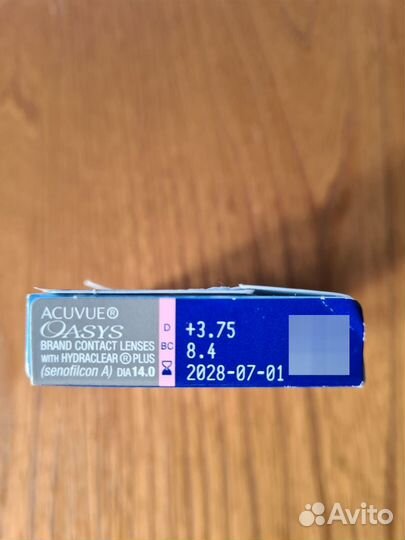 ACUVUE®
OASYS
BRAND CONTACT LENSES
WITH HYDRACLEAR® PLUS
(senofilcon A) DIA 14.0
D +3.75
BC 8.4
2028-07-01
Avito